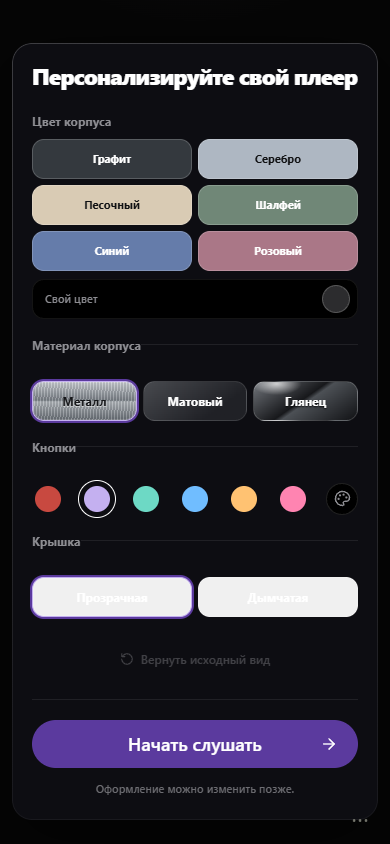 Персонализируйте свой плеер
Цвет корпуса
Графит
Серебро
Песочный
Шалфей
Синий
Розовый
Свой цвет
Материал корпуса
Металл
Матовый
Глянец
Кнопки
Крышка
Прозрачная
Дымчатая
Вернуть исходный вид
Начать слушать
Оформление можно изменить позже.